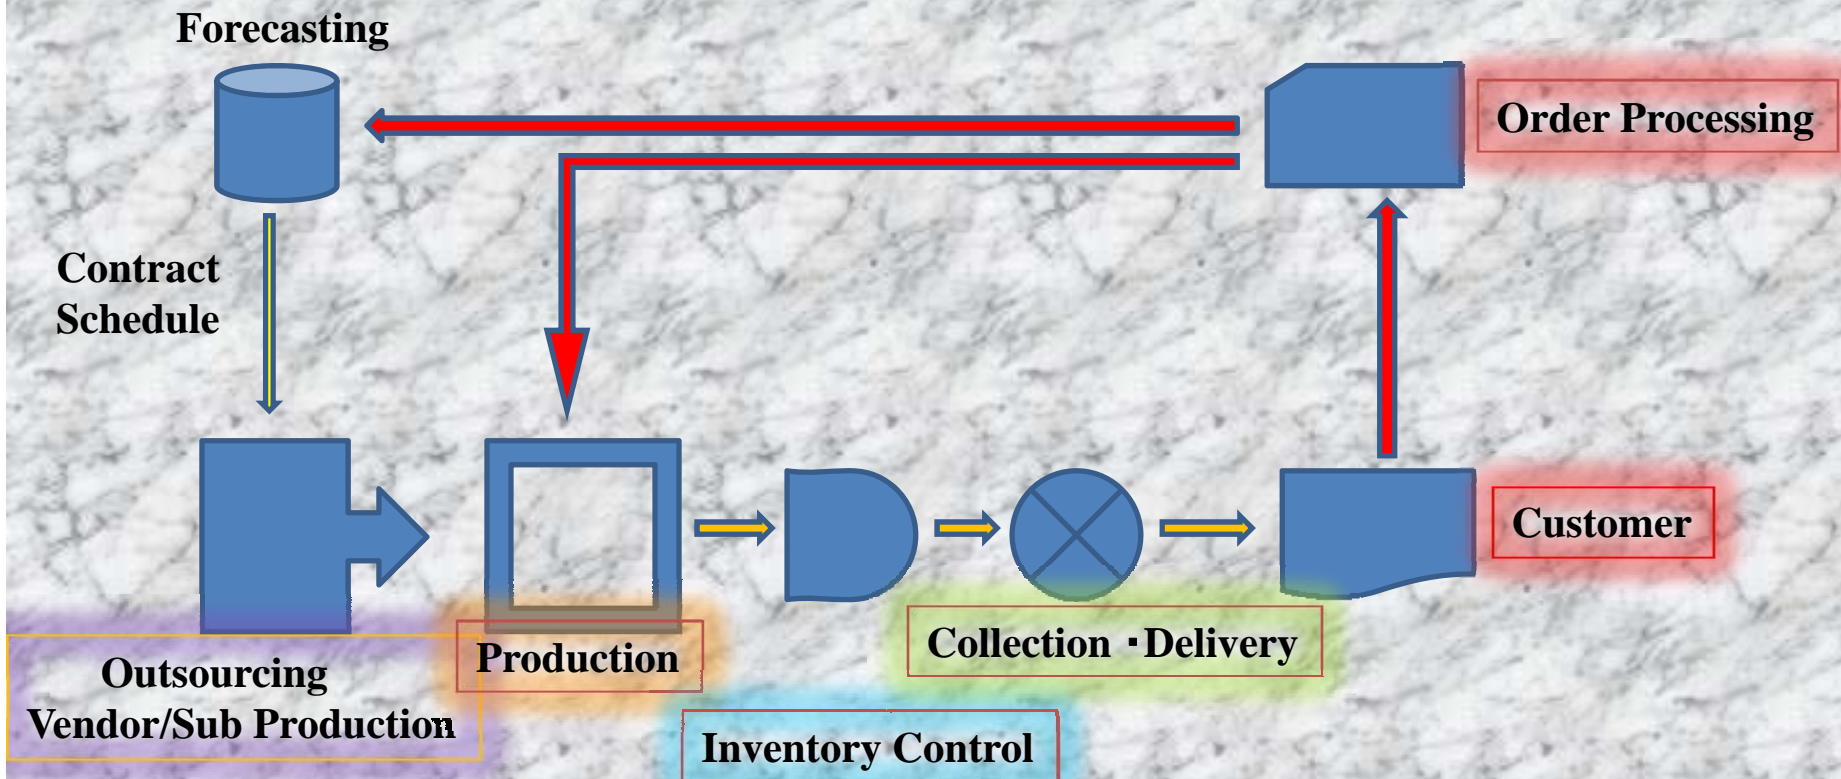 Forecasting
Order Processing
Contract
Schedule
Customer
Outsourcing
Vendor/Sub Production
Production
Collection ・Delivery
Inventory Control